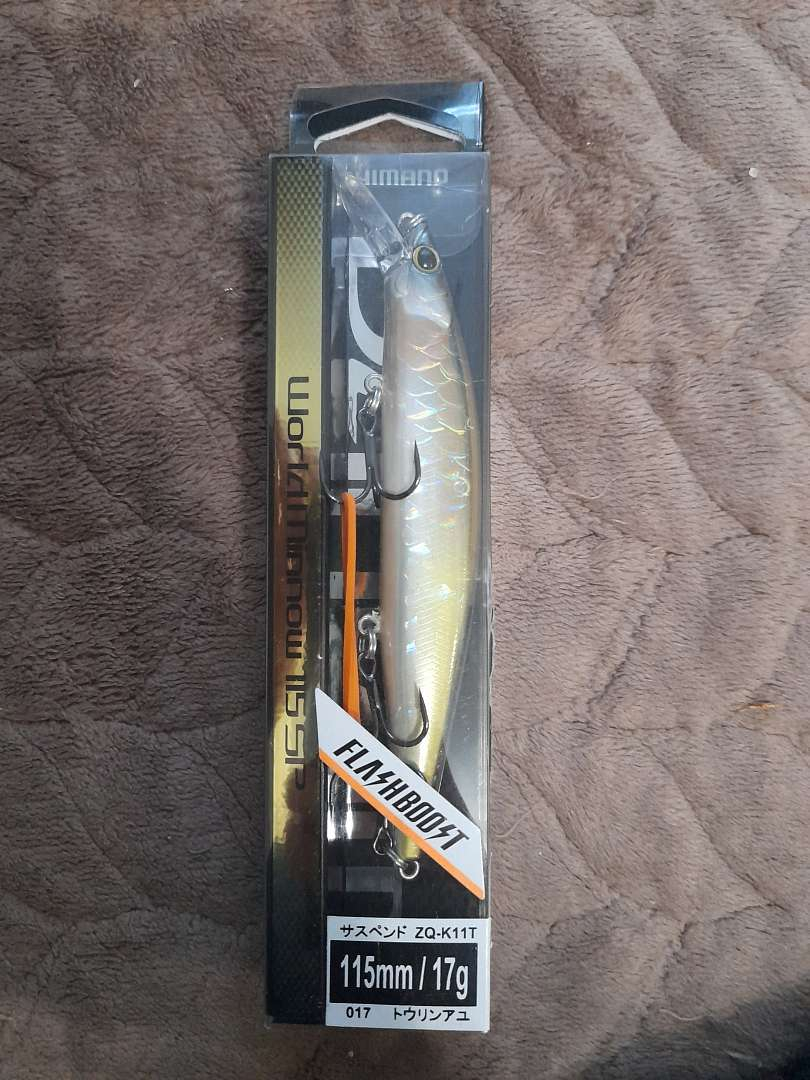 SHIMANO
World Minnow 115SP
FLASHBOOST
サスペンド ZQ-K11T
115mm / 17g
017 トウリンアユ